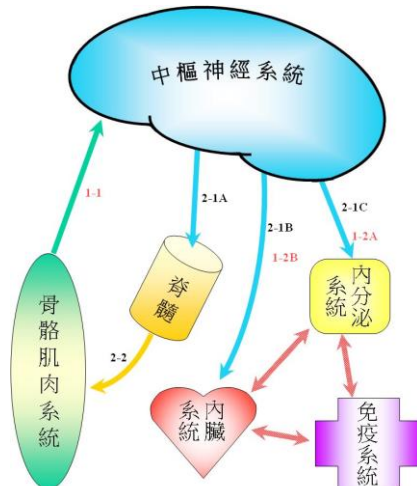 中樞神經系統
1-1
2-1A
2-1B
1-2B
2-1C
1-2A
脊髓
內分泌
系統
骨骼肌肉系統
2-2
內臟
系統
免疫系統